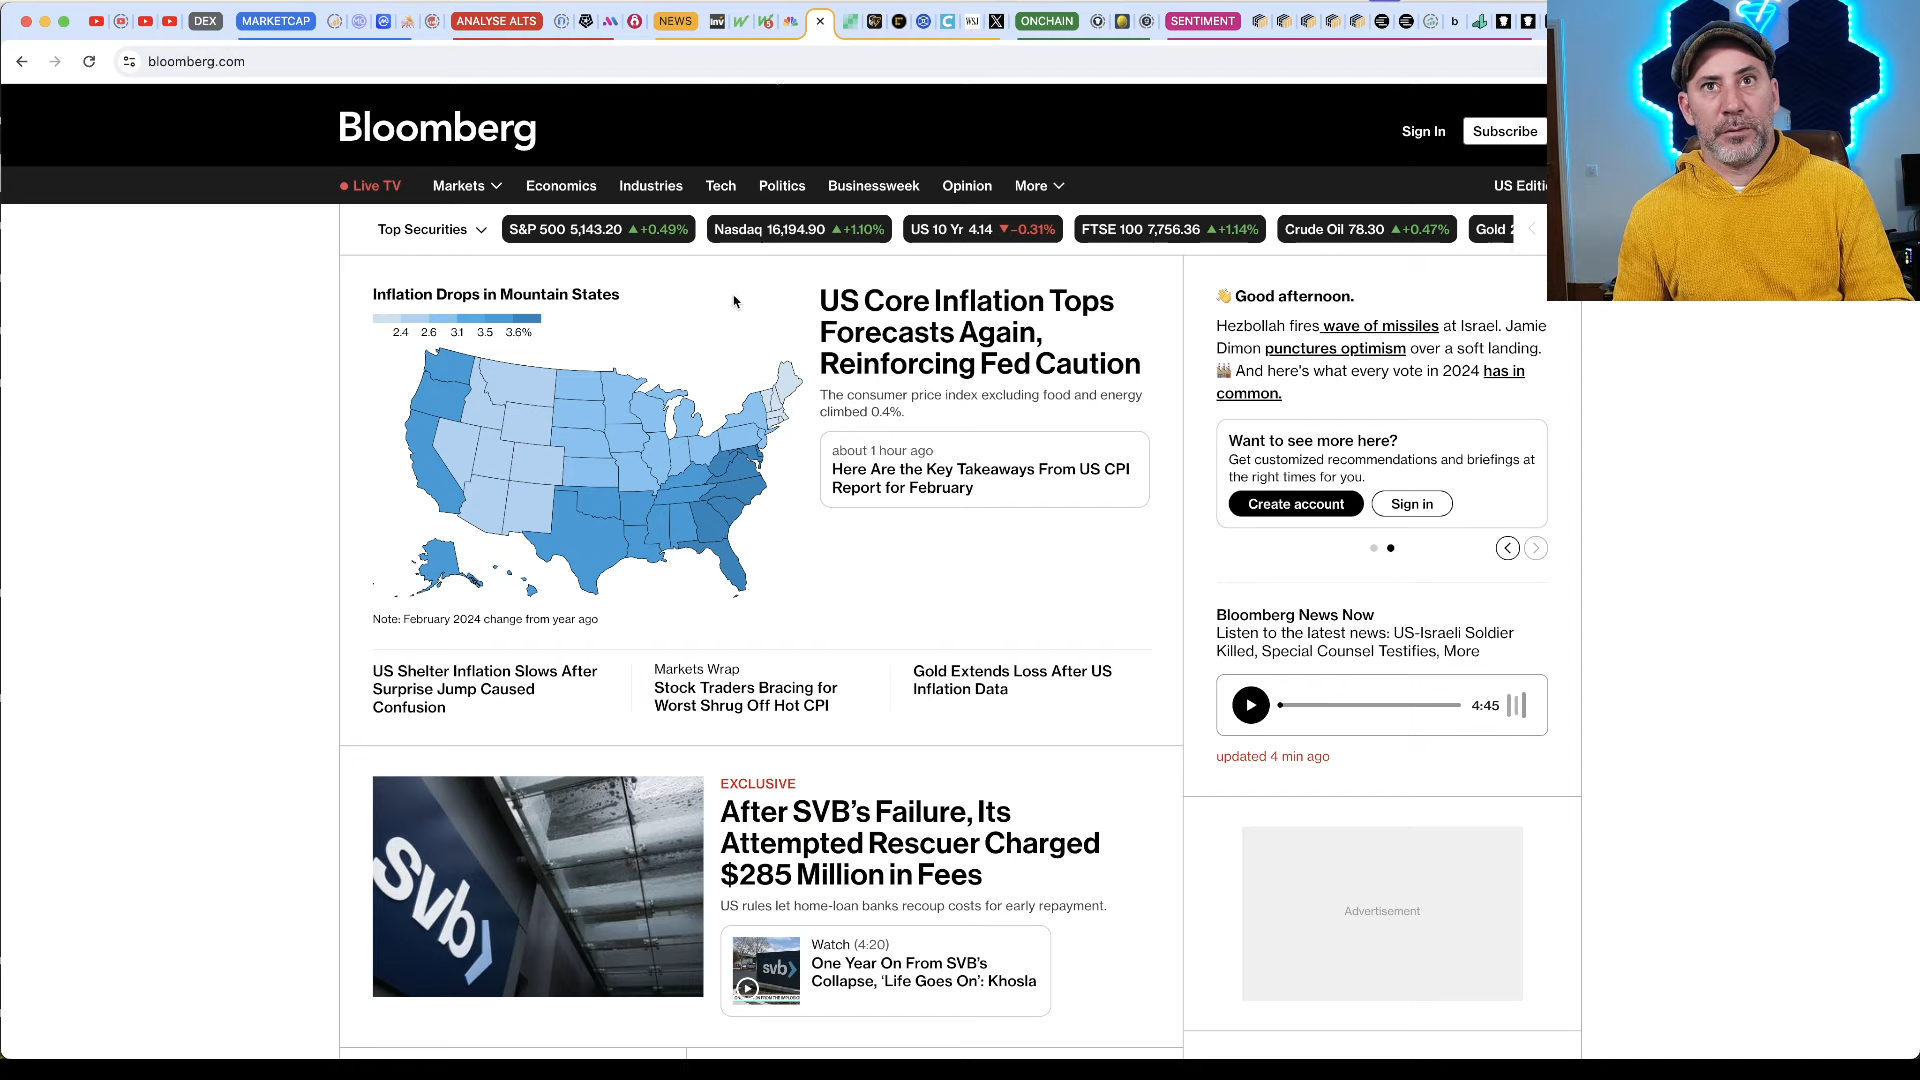 DEX
MARKETCAP
ANALYSE ALTS
NEWS
inv
WSJ
X
ONCHAIN
SENTIMENT
b
bloomberg.com
Bloomberg
Sign In
Subscribe
Live TV
Markets
Economics
Industries
Tech
Politics
Businessweek
Opinion
More
US Editi
Top Securities
S&P 500 5,143.20 ▲+0.49%
Nasdaq 16,194.90 ▲+1.10%
US 10 Yr 4.14 ▼−0.31%
FTSE 100 7,756.36 ▲+1.14%
Crude Oil 78.30 ▲+0.47%
Gold
Inflation Drops in Mountain States
2.4 2.6 3.1 3.5 3.6%
Note: February 2024 change from year ago
US Core Inflation Tops
Forecasts Again,
Reinforcing Fed Caution
The consumer price index excluding food and energy
climbed 0.4%.
about 1 hour ago
Here Are the Key Takeaways From US CPI
Report for February
US Shelter Inflation Slows After
Surprise Jump Caused
Confusion
Markets Wrap
Stock Traders Bracing for
Worst Shrug Off Hot CPI
Gold Extends Loss After US
Inflation Data
👋 Good afternoon.
Hezbollah fires wave of missiles at Israel. Jamie
Dimon punctures optimism over a soft landing.
And here's what every vote in 2024 has in
common.
Want to see more here?
Get customized recommendations and briefings at
the right times for you.
Create account
Sign in
Bloomberg News Now
Listen to the latest news: US-Israeli Soldier
Killed, Special Counsel Testifies, More
4:45
updated 4 min ago
Advertisement
svb>
EXCLUSIVE
After SVB's Failure, Its
Attempted Rescuer Charged
$285 Million in Fees
US rules let home-loan banks recoup costs for early repayment.
svb>
Watch (4:20)
One Year On From SVB's
Collapse, 'Life Goes On': Khosla